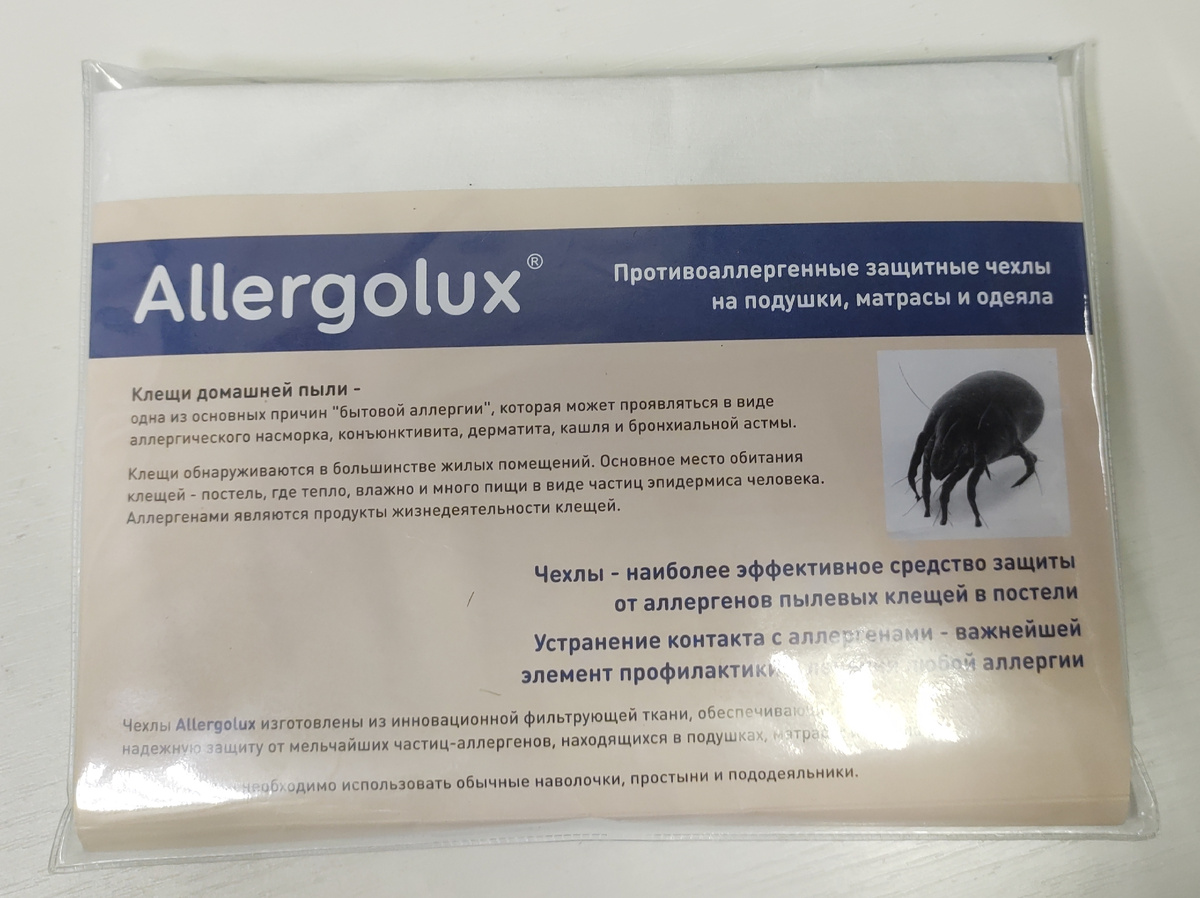 Allergolux®
Противоаллергенные защитные чехлы
на подушки, матрасы и одеяла
Клещи домашней пыли -
одна из основных причин "бытовой аллергии", которая может проявляться в виде
аллергического насморка, конъюнктивита, дерматита, кашля и бронхиальной астмы.
Клещи обнаруживаются в большинстве жилых помещений. Основное место обитания
клещей - постель, где тепло, влажно и много пищи в виде частиц эпидермиса человека.
Аллергенами являются продукты жизнедеятельности клещей.
Чехлы - наиболее эффективное средство защиты
от аллергенов пылевых клещей в постели
Устранение контакта с аллергенами - важнейшей
элемент профилактики любой аллергии
Чехлы Allergolux изготовлены из инновационной фильтрующей ткани,
надежную защиту от мельчайших частиц-аллергенов, находящихся в подушках,
необходимо использовать обычные наволочки, простыни и пододеяльники.